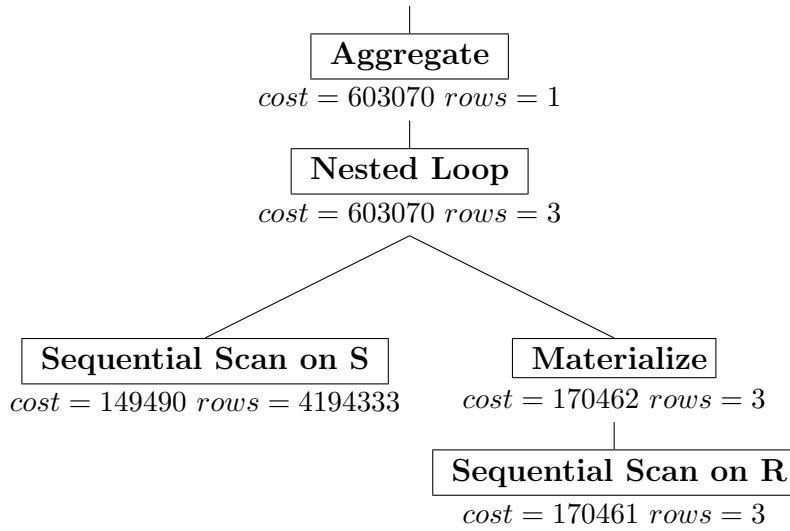 Aggregate
cost = 603070 rows = 1
Nested Loop
cost = 603070 rows = 3
Sequential Scan on S
cost = 149490 rows = 4194333
Materialize
cost = 170462 rows = 3
Sequential Scan on R
cost = 170461 rows = 3